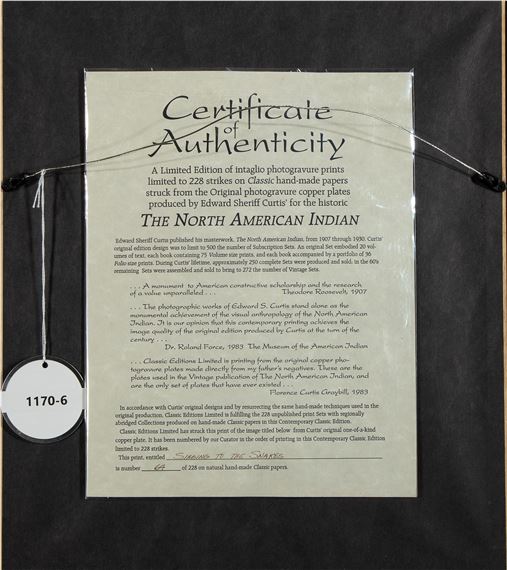 Certificate
of
Authenticity
A Limited Edition of intaglio photogravure prints
limited to 228 strikes on Classic hand-made papers
struck from the Original photogravure copper plates
produced by Edward Sheriff Curtis' for the historic
THE NORTH AMERICAN INDIAN
Edward Sheriff Curtis published his masterwork, The North American Indian, from 1907 through 1930. Curtis'
original edition design was to limit to 500 the number of Subscription Sets. An original Set embodied 20 vol-
umes of text, each book containing 75 Volume size prints, and each book accompanied by a portfolio of 36
Folio size prints. During Curtis' lifetime, approximately 250 complete Sets were produced and sold; in the 60's
remaining Sets were assembled and sold to bring to 272 the number of Vintage Sets.
. . . A monument to American constructive scholarship and the research
of a value unparalleled . . . Theodore Roosevelt, 1907
. . . The photographic works of Edward S. Curtis stand alone as the
monumental achievement of the visual anthropology of the North American
Indian. It is our opinion that this contemporary printing achieves the
image quality of the original edition produced by Curtis at the turn of the
century . . .
Dr. Roland Force, 1983 The Museum of the American Indian
. . . Classic Editions Limited is printing from the original copper pho-
togravure plates made directly from my father's negatives. These are the
plates used in the Vintage publication of The North American Indian, and
are the only set of plates that have ever existed . . .
Florence Curtis Graybill, 1983
1170-6
In accordance with Curtis' original designs and by resurrecting the same hand-made techniques used in the
original production, Classic Editions Limited is fulfilling the 228 unpublished print Sets with regionally
abridged Collections produced on hand-made Classic papers in this Contemporary Classic Edition.
Classic Editions Limited has struck this print of the image titled below from Curtis' original one-of-a-kind
copper plate. It has been numbered by our Curator in the order of printing in this Contemporary Classic Edition
limited to 228 strikes.
This print, entitled SINGING TO THE SNAKES
is number 64 of 228 on natural hand-made Classic papers.